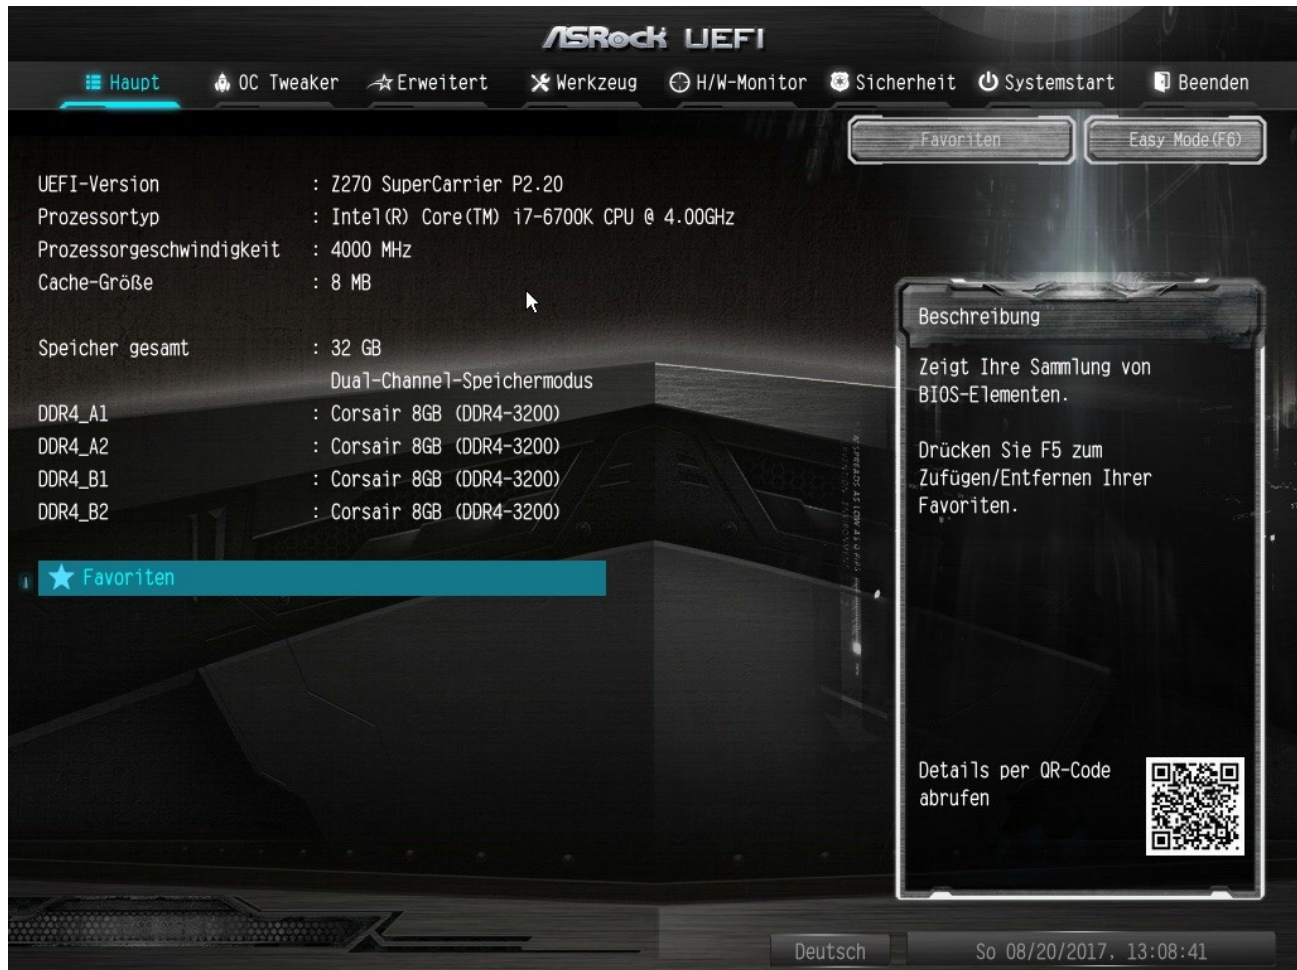 ASRock UEFI
Haupt OC Tweaker Erweitert Werkzeug H/W-Monitor Sicherheit Systemstart Beenden
Favoriten Easy Mode(F6)
UEFI-Version : Z270 SuperCarrier P2.20
Prozessortyp : Intel(R) Core(TM) i7-6700K CPU @ 4.00GHz
Prozessorgeschwindigkeit : 4000 MHz
Cache-Größe : 8 MB
Speicher gesamt : 32 GB
Dual-Channel-Speichermodus
DDR4_A1 : Corsair 8GB (DDR4-3200)
DDR4_A2 : Corsair 8GB (DDR4-3200)
DDR4_B1 : Corsair 8GB (DDR4-3200)
DDR4_B2 : Corsair 8GB (DDR4-3200)
Favoriten
Beschreibung
Zeigt Ihre Sammlung von
BIOS-Elementen.
Drücken Sie F5 zum
Zufügen/Entfernen Ihrer
Favoriten.
Details per QR-Code
abrufen
Deutsch So 08/20/2017, 13:08:41